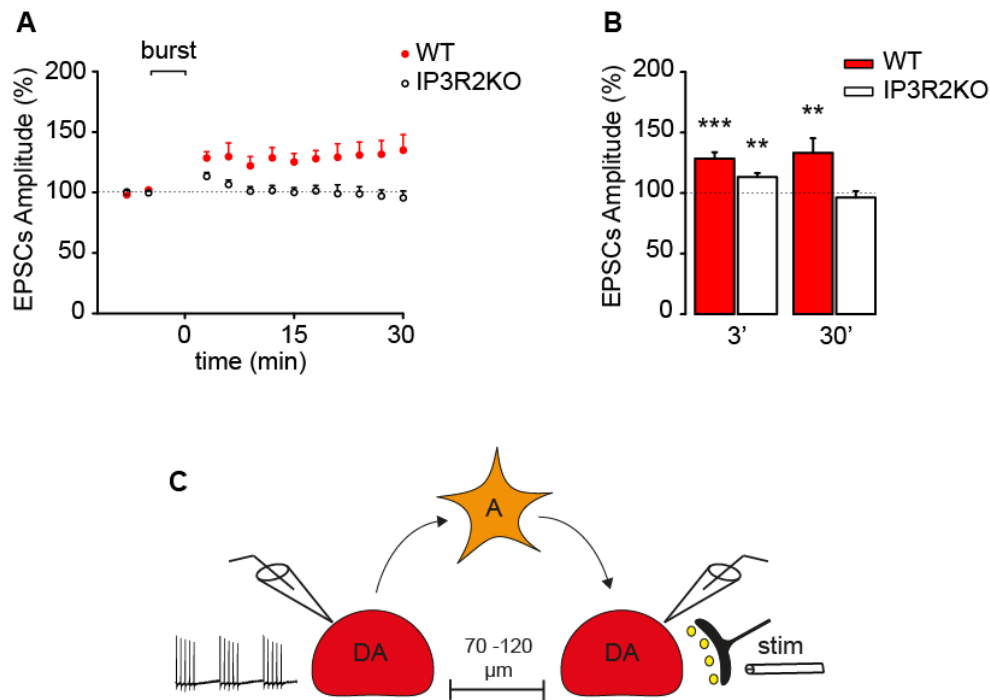 A
burst
WT
IP3R2KO
EPSCs Amplitude (%)
200
150
100
50
0
0
15
30
time (min)
B
WT
IP3R2KO
EPSCs Amplitude (%)
200
150
100
50
0
***
**
**
3’
30’
C
A
DA
70 -120
µm
DA
stim